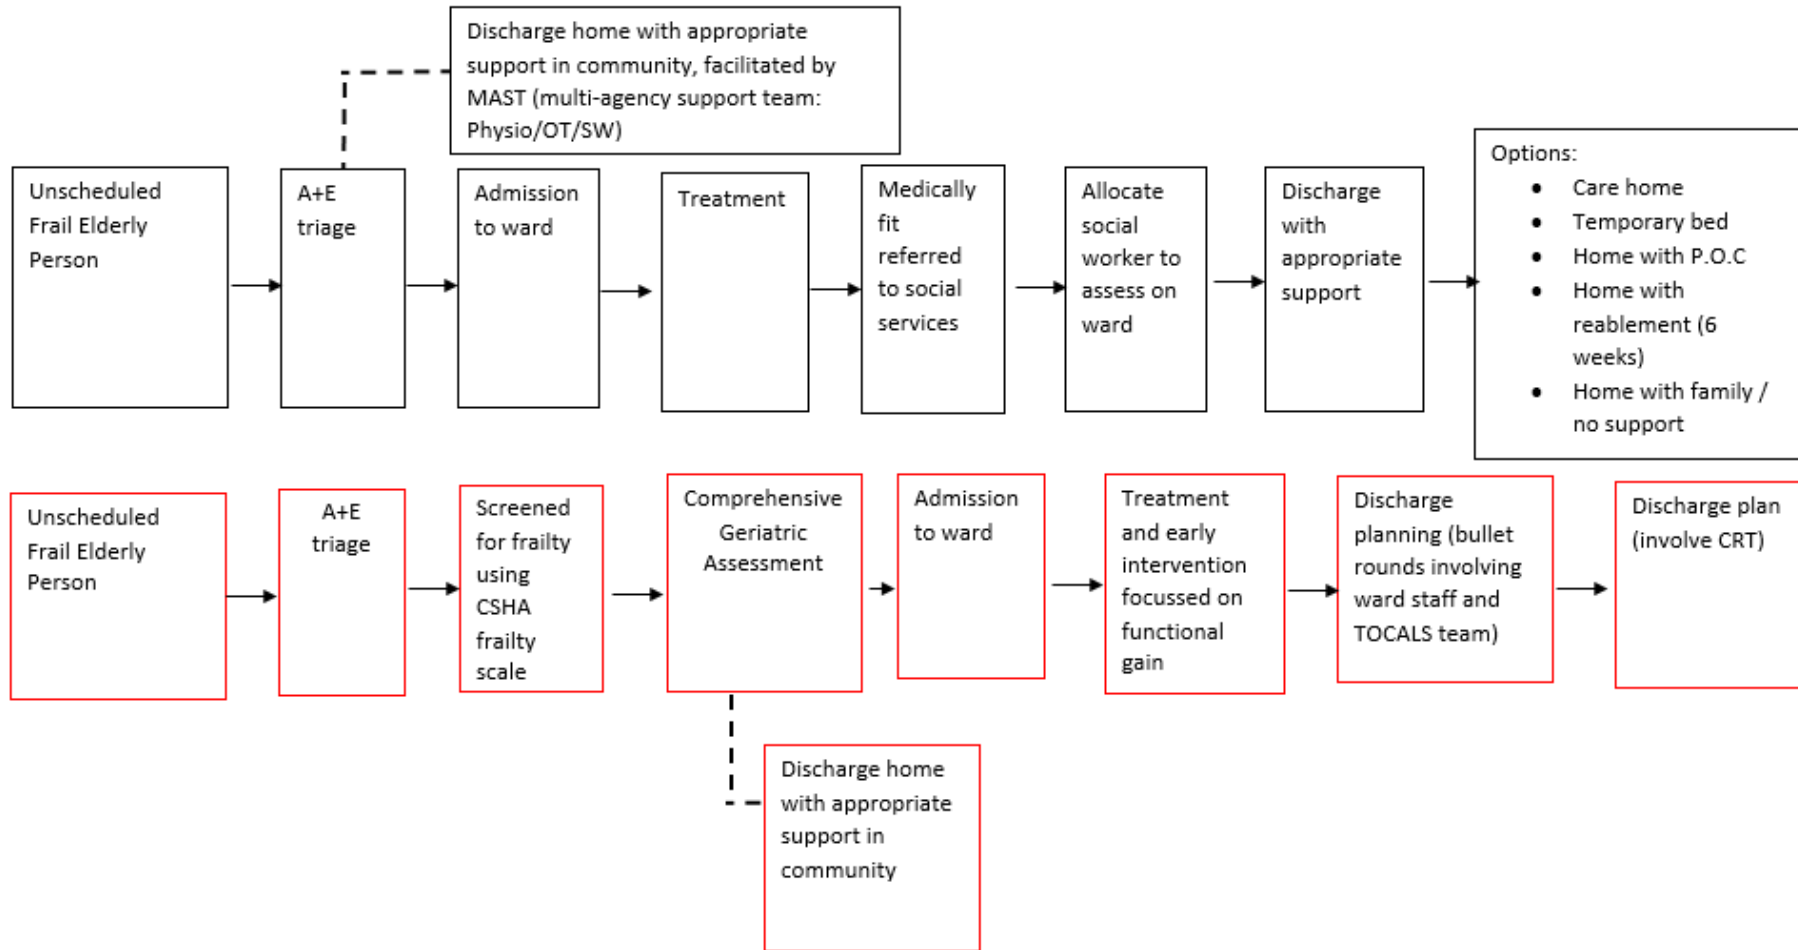 Discharge home with appropriate
support in community, facilitated by
MAST (multi-agency support team:
Physio/OT/SW)
Unscheduled
Frail Elderly
Person
A+E
triage
Admission
to ward
Treatment
Medically
fit
referred
to social
services
Allocate
social
worker to
assess on
ward
Discharge
with
appropriate
support
Options:
● Care home
● Temporary bed
● Home with P.O.C
● Home with
reablement (6
weeks)
● Home with family /
no support
Unscheduled
Frail Elderly
Person
A+E
triage
Screened
for frailty
using
CSHA
frailty
scale
Comprehensive
Geriatric
Assessment
Admission
to ward
Treatment
and early
intervention
focussed on
functional
gain
Discharge
planning (bullet
rounds involving
ward staff and
TOCALS team)
Discharge plan
(involve CRT)
Discharge home
with appropriate
support in
community